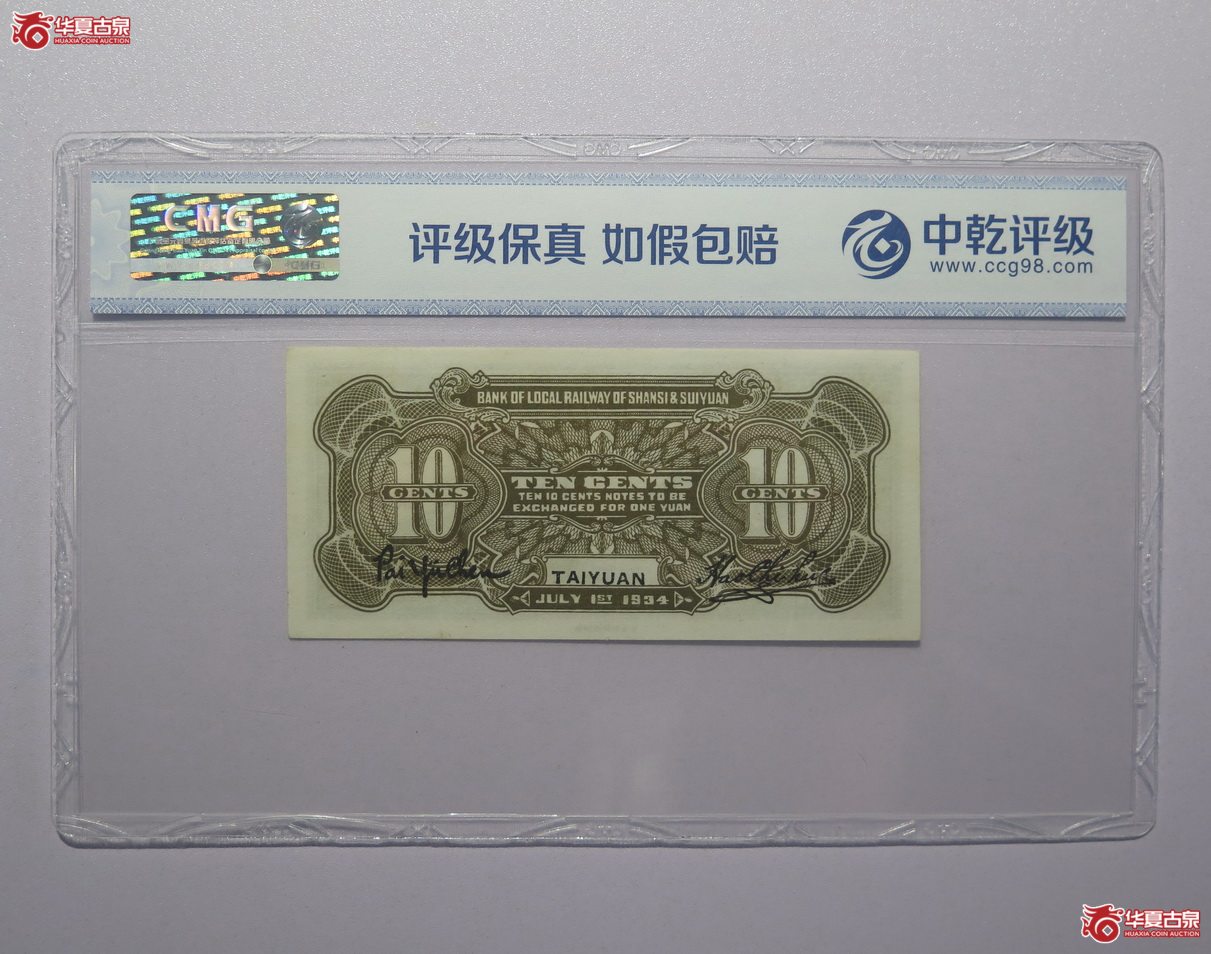 华夏古泉
HUAXIA COIN AUCTION
CMG
评级保真 如假包赔
中乾评级
www.ccg98.com
BANK OF LOCAL RAILWAY OF SHANSI & SUIYUAN
10
CENTS
TEN CENTS
TEN 10 CENTS NOTES TO BE
EXCHANGED FOR ONE YUAN
10
CENTS
TAIYUAN
JULY 1ST 1934
华夏古泉
HUAXIA COIN AUCTION